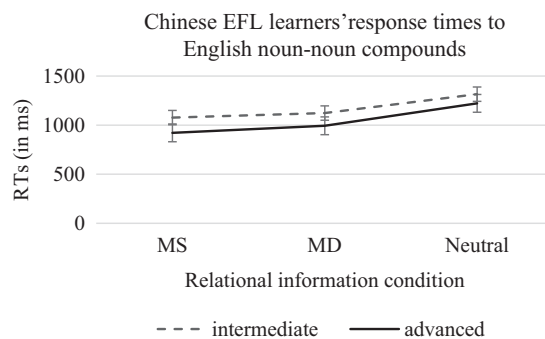 Chinese EFL learners'response times to
English noun-noun compounds
1500
1000
500
0
RTs (in ms)
MS MD Neutral
Relational information condition
intermediate advanced